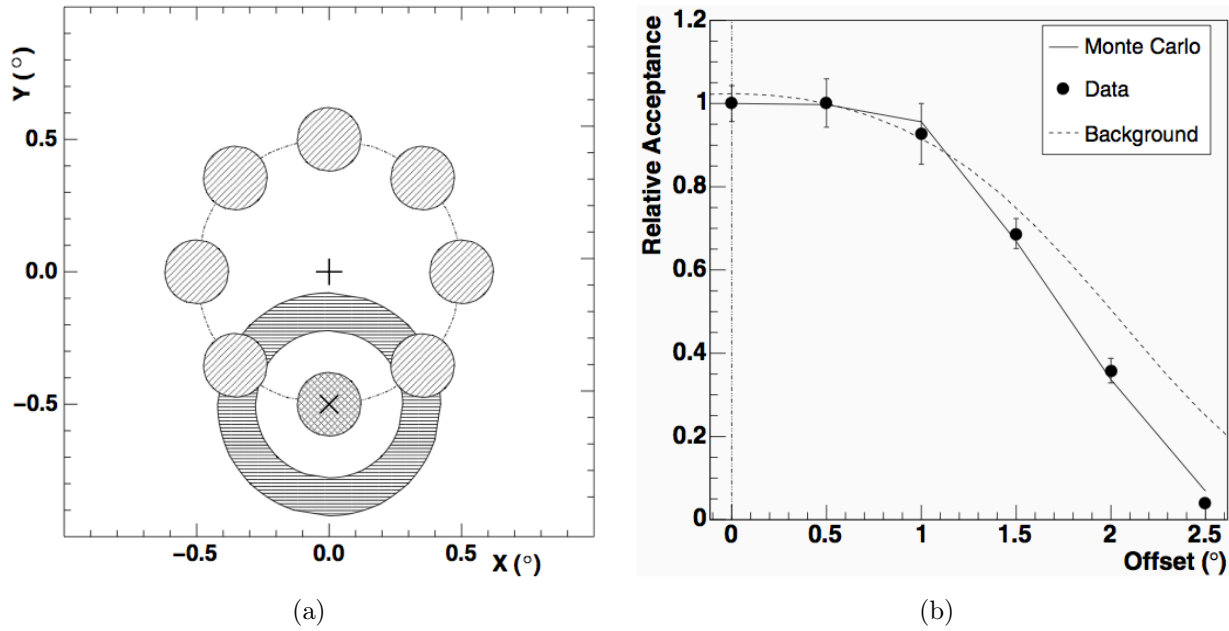 Y (°)
0.5
0.0
−0.5
−0.5
0.0
0.5
X (°)
(a)
Relative Acceptance
1.2
1
0.8
0.6
0.4
0.2
0
0
0.5
1
1.5
2
2.5
Offset (°)
Monte Carlo
Data
Background
(b)